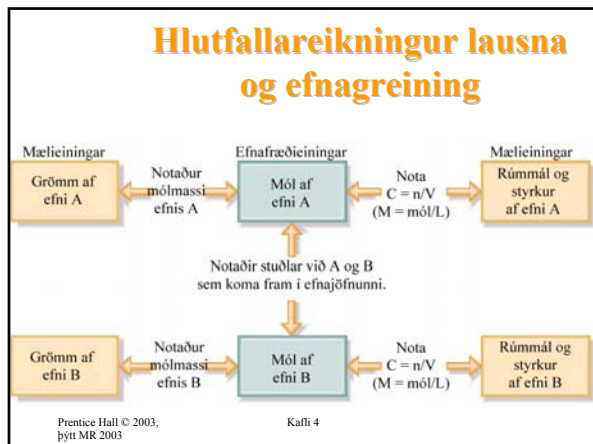 Hlutfallareikningur lausna
og efnagreining
Mælieiningar
Efnafræðieiningar
Mælieiningar
Grömm af
efni A
Notaður
mólmassi
efnis A
Mól af
efni A
Nota
C = n/V
(M = mól/L)
Rúmmál og
styrkur
af efni A
Notaðir stuðlar við A og B
sem koma fram í efnajöfnunni.
Grömm af
efni B
Notaður
mólmassi
efnis B
Mól af
efni B
Nota
C = n/V
(M = mól/L)
Rúmmál og
styrkur
af efni B
Prentice Hall © 2003,
þýtt MR 2003
Kafli 4